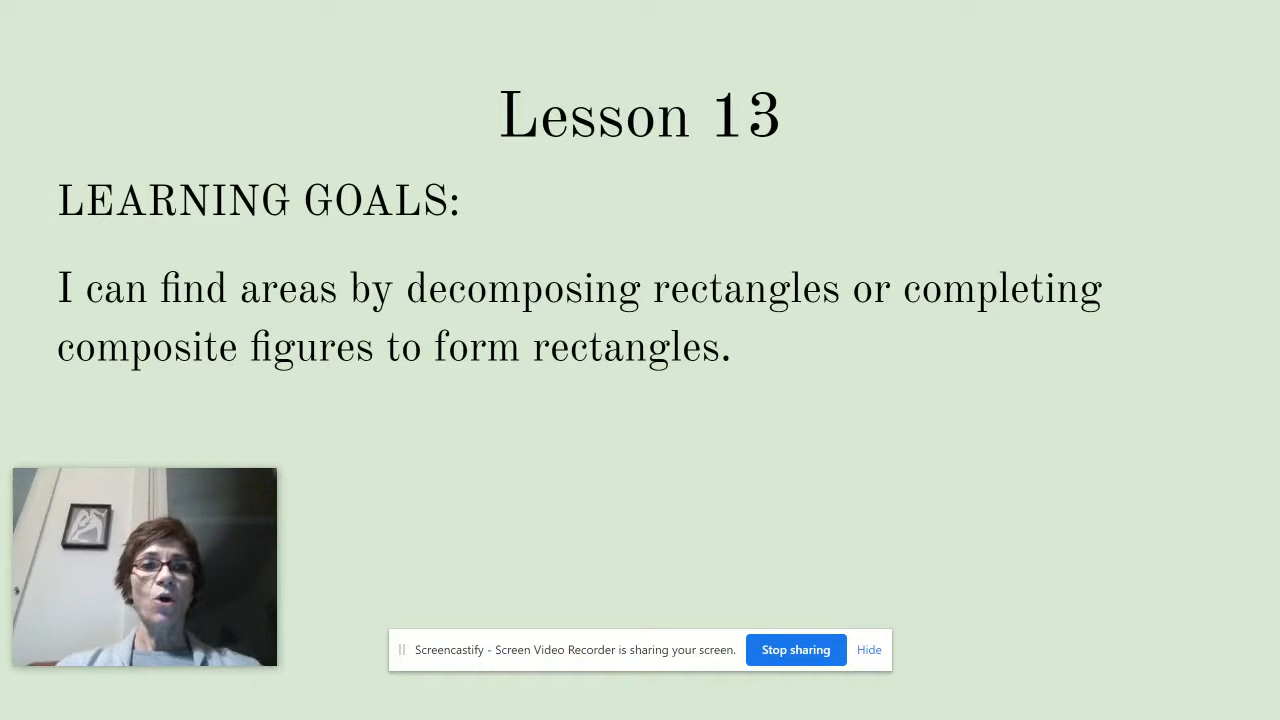 Lesson 13
LEARNING GOALS:
I can find areas by decomposing rectangles or completing
composite figures to form rectangles.
Screencastify - Screen Video Recorder is sharing your screen. Stop sharing Hide